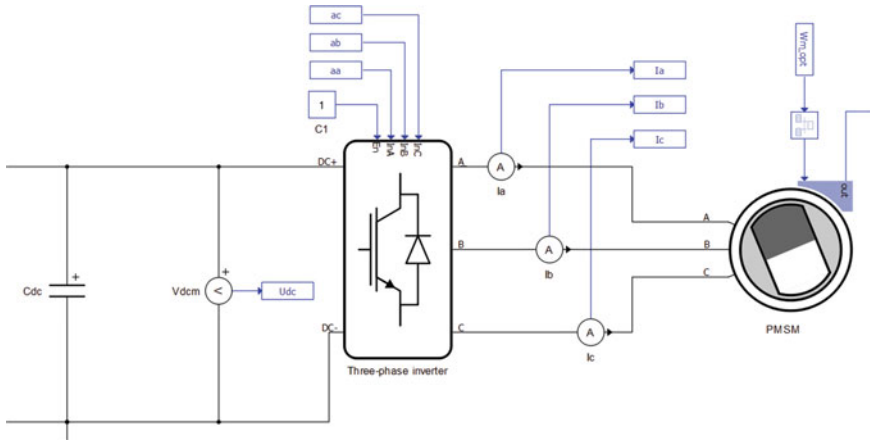 ac
ab
aa
1
C1
En
InA
InB
InC
DC+
DC-
A
B
C
Three-phase inverter
Cdc
+
Vdcm
+
V
Udc
A
Ia
A
Ib
A
Ic
Ia
Ib
Ic
Wm_opt
out
A
B
C
PMSM